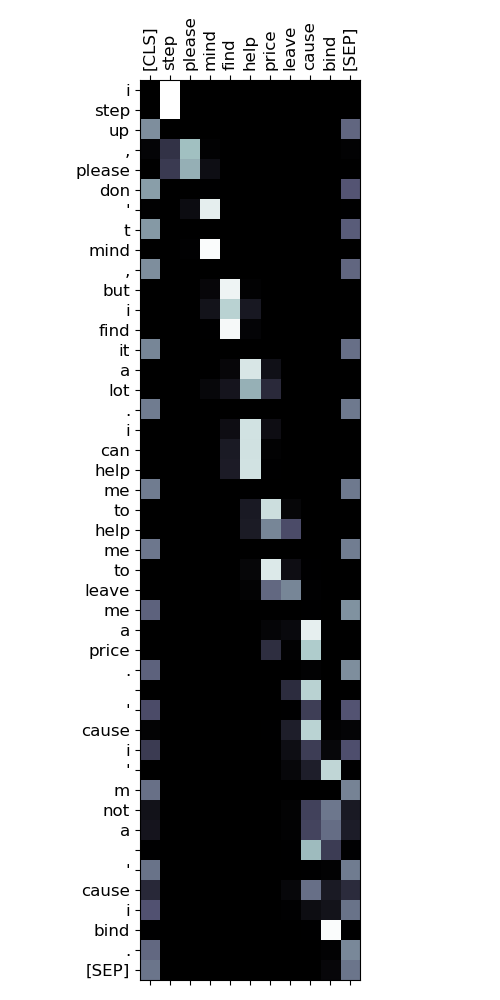 [CLS] step please mind find help price leave cause bind [SEP]
i
step
up
,
please
don
'
t
mind
,
but
i
find
it
a
lot
.
i
can
help
me
to
help
me
to
leave
me
a
price
.
'
cause
i
'
m
not
a
'
cause
i
bind
.
[SEP]